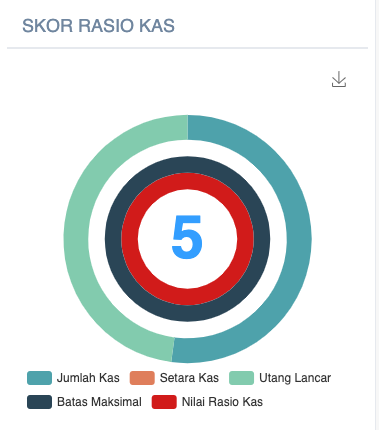 SKOR RASIO KAS
5
Jumlah Kas Setara Kas Utang Lancar
Batas Maksimal Nilai Rasio Kas